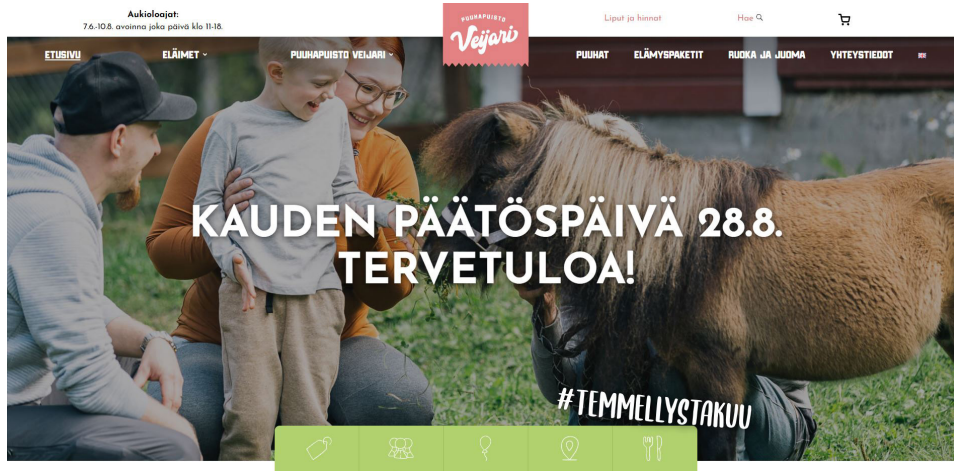 Aukioloajat:
7.6.-10.8. avoinna joka päivä klo 11-18.
PUUHAPUISTO
Veijari
Liput ja hinnat
Hae
ETUSIVU
ELÄIMET
PUUHAPUISTO VEIJARI
PUUHAT
ELÄMYSPAKETIT
RUOKA JA JUOMA
YHTEYSTIEDOT
KAUDEN PÄÄTÖSPÄIVÄ 28.8.
TERVETULOA!
#TEMMELLYSTAKUU